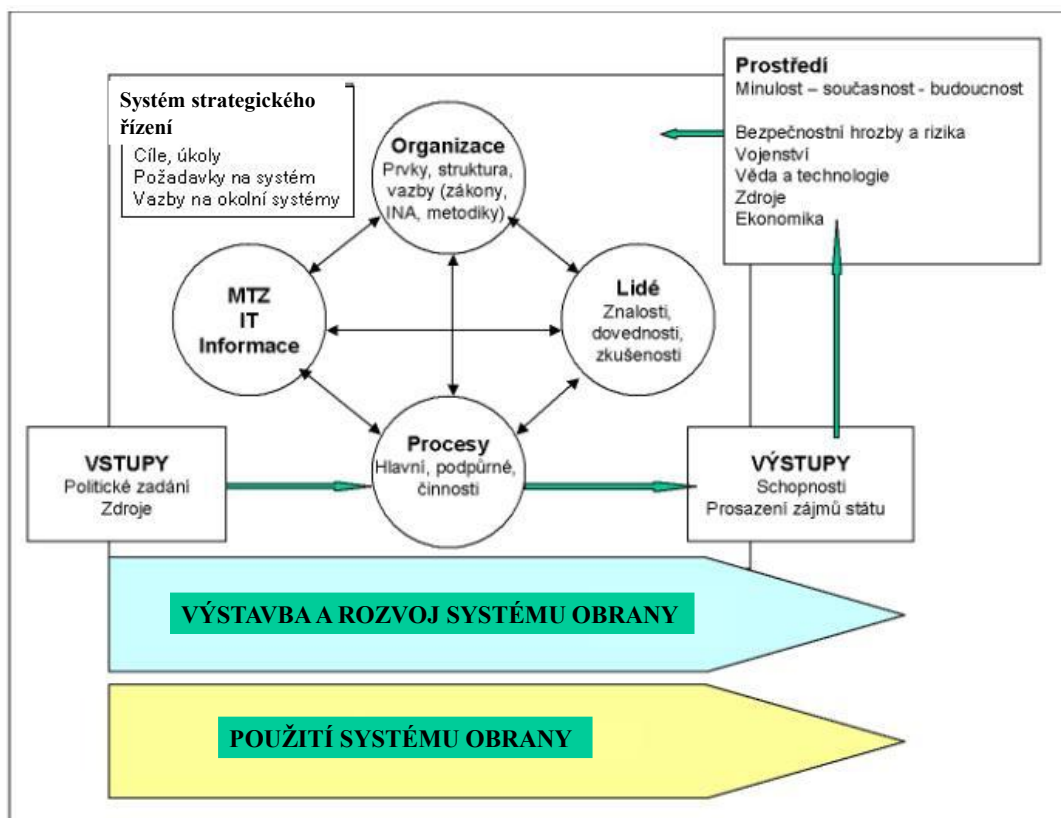 Systém strategického
řízení
Cíle, úkoly
Požadavky na systém
Vazby na okolní systémy
Organizace
Prvky, struktura,
vazby (zákony,
INA, metodiky)
Prostředí
Minulost – současnost - budoucnost
Bezpečnostní hrozby a rizika
Vojenství
Věda a technologie
Zdroje
Ekonomika
MTZ
IT
Informace
Lidé
Znalosti,
dovednosti,
zkušenosti
VSTUPY
Politické zadání
Zdroje
Procesy
Hlavní, podpůrné,
činnosti
VÝSTUPY
Schopnosti
Prosazení zájmů státu
VÝSTAVBA A ROZVOJ SYSTÉMU OBRANY
POUŽITÍ SYSTÉMU OBRANY